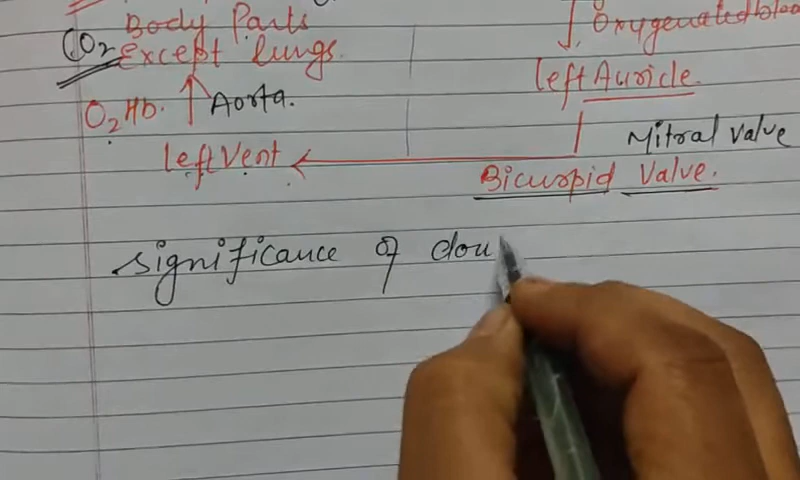 Body Parts
CO2 Except lungs.
Oxygenated bloo
left Auricle.
O2Hb. Aorta.
Mitral Valve
left Vent
Bicuspid Valve.
significance of dou